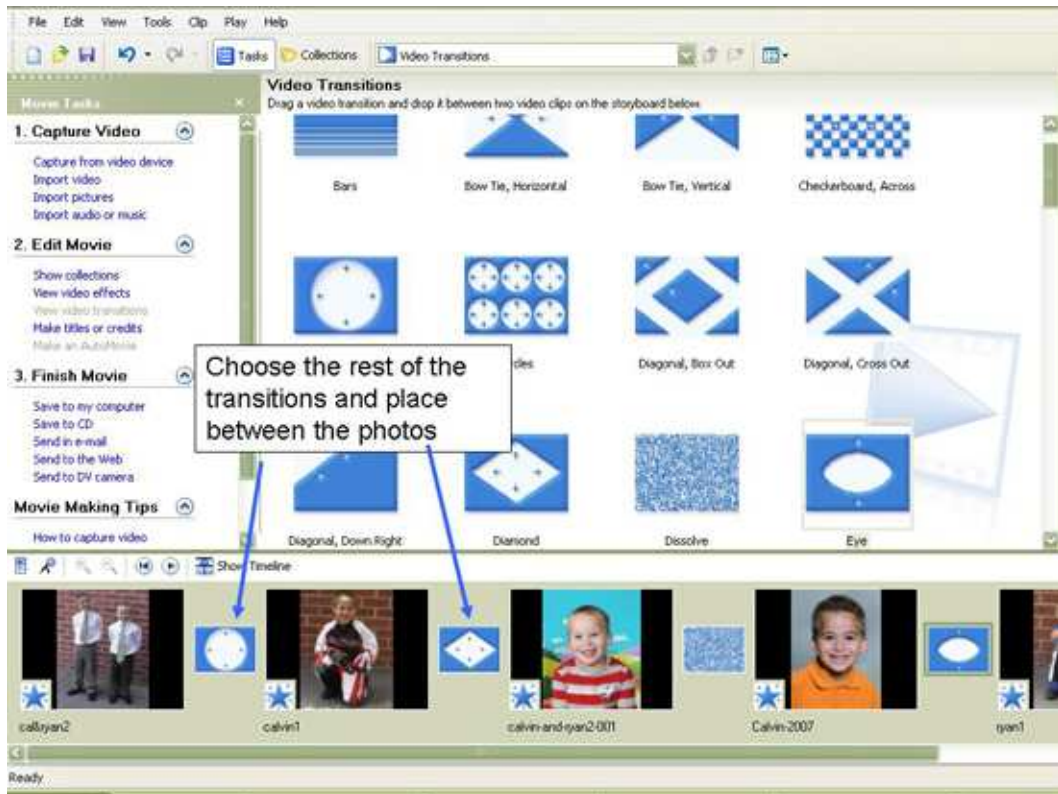 File Edit View Tools Clip Play Help
Tasks Collections Video Transitions
Movie Tasks
Video Transitions
Drag a video transition and drop it between two video clips on the storyboard below.
1. Capture Video
Capture from video device
Import video
Import pictures
Import audio or music
2. Edit Movie
Show collections
View video effects
View video transitions
Make titles or credits
Make an AutoMovie
3. Finish Movie
Save to my computer
Save to CD
Send in e-mail
Send to the Web
Send to DV camera
Movie Making Tips
How to capture video
Bars Bow Tie, Horizontal Bow Tie, Vertical Checkerboard, Across
Diagonal, Box Out Diagonal, Cross Out
Choose the rest of the
transitions and place
between the photos
Diagonal, Down Right Diamond Dissolve Eye
Show Timeline
calvin1 calvin-and-ryan2-001 Calvin-2007 ryan1
Ready